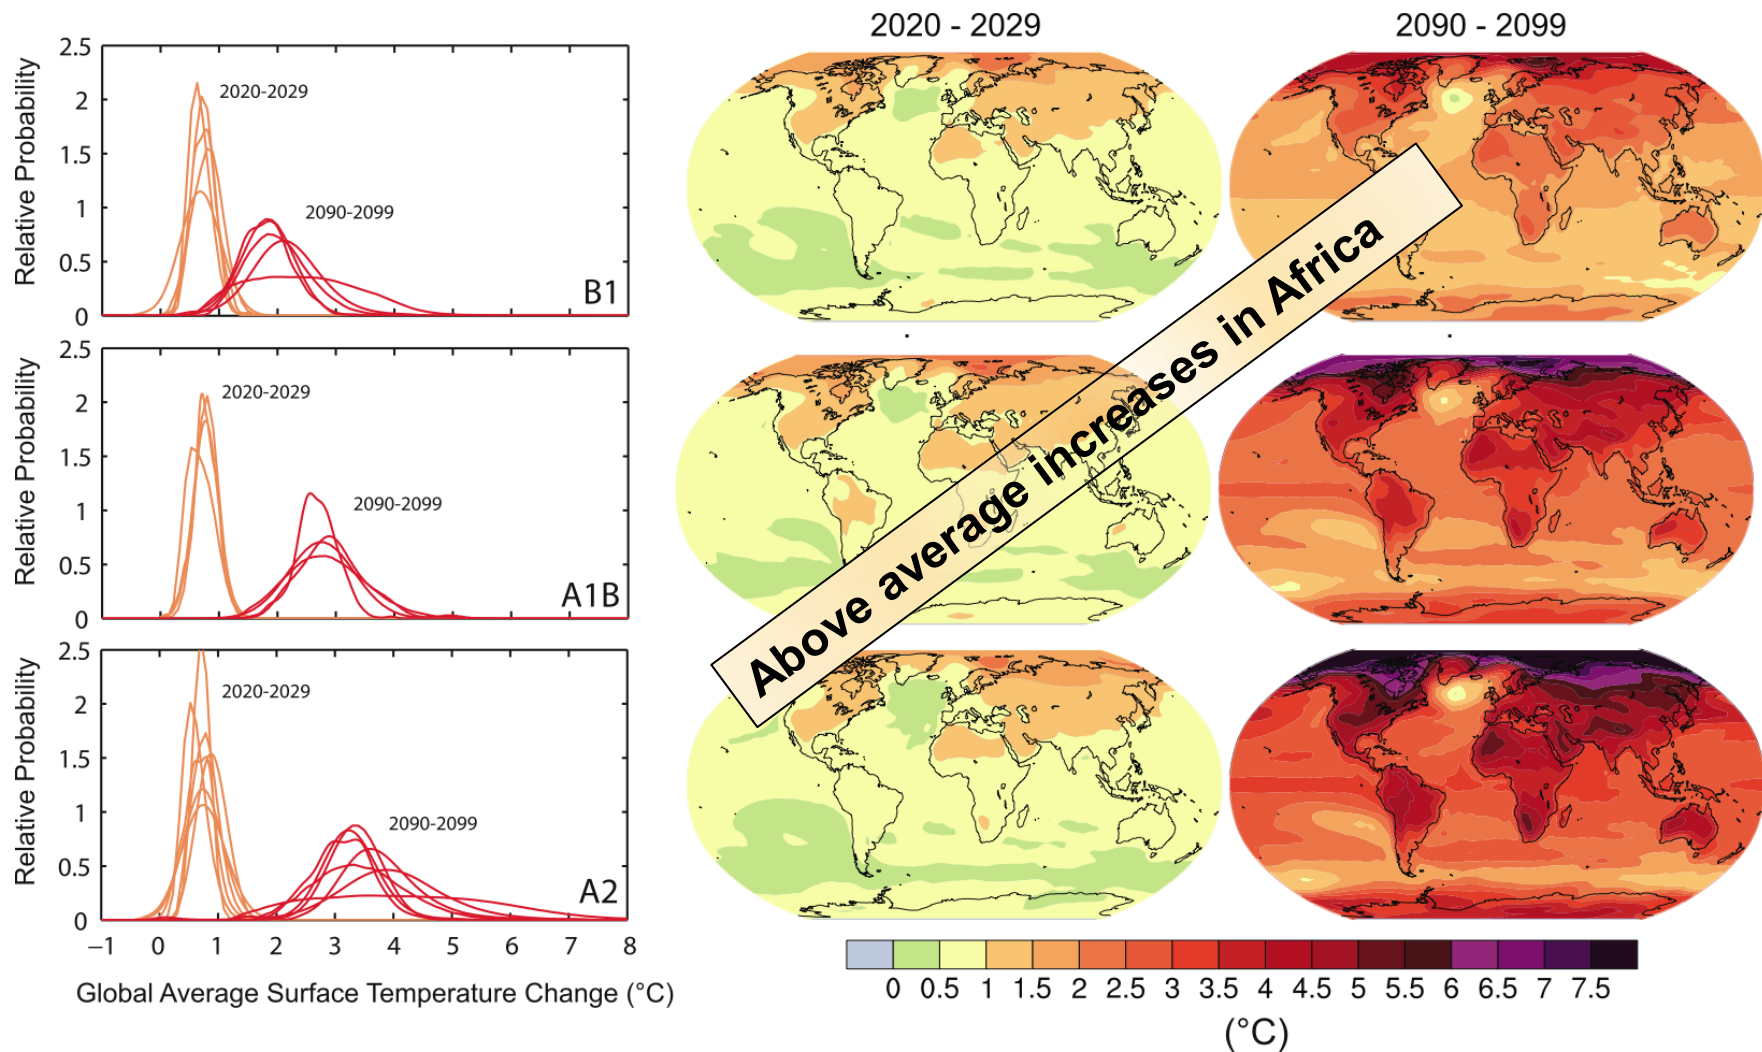 2020 - 2029
2090 - 2099
Relative Probability
2.5
2
1.5
1
0.5
0
2020-2029
2090-2099
B1
Relative Probability
2.5
2
1.5
1
0.5
0
2020-2029
2090-2099
A1B
Relative Probability
2.5
2
1.5
1
0.5
0
2020-2029
2090-2099
A2
−1 0 1 2 3 4 5 6 7 8
Global Average Surface Temperature Change (°C)
Above average increases in Africa
0 0.5 1 1.5 2 2.5 3 3.5 4 4.5 5 5.5 6 6.5 7 7.5
(°C)